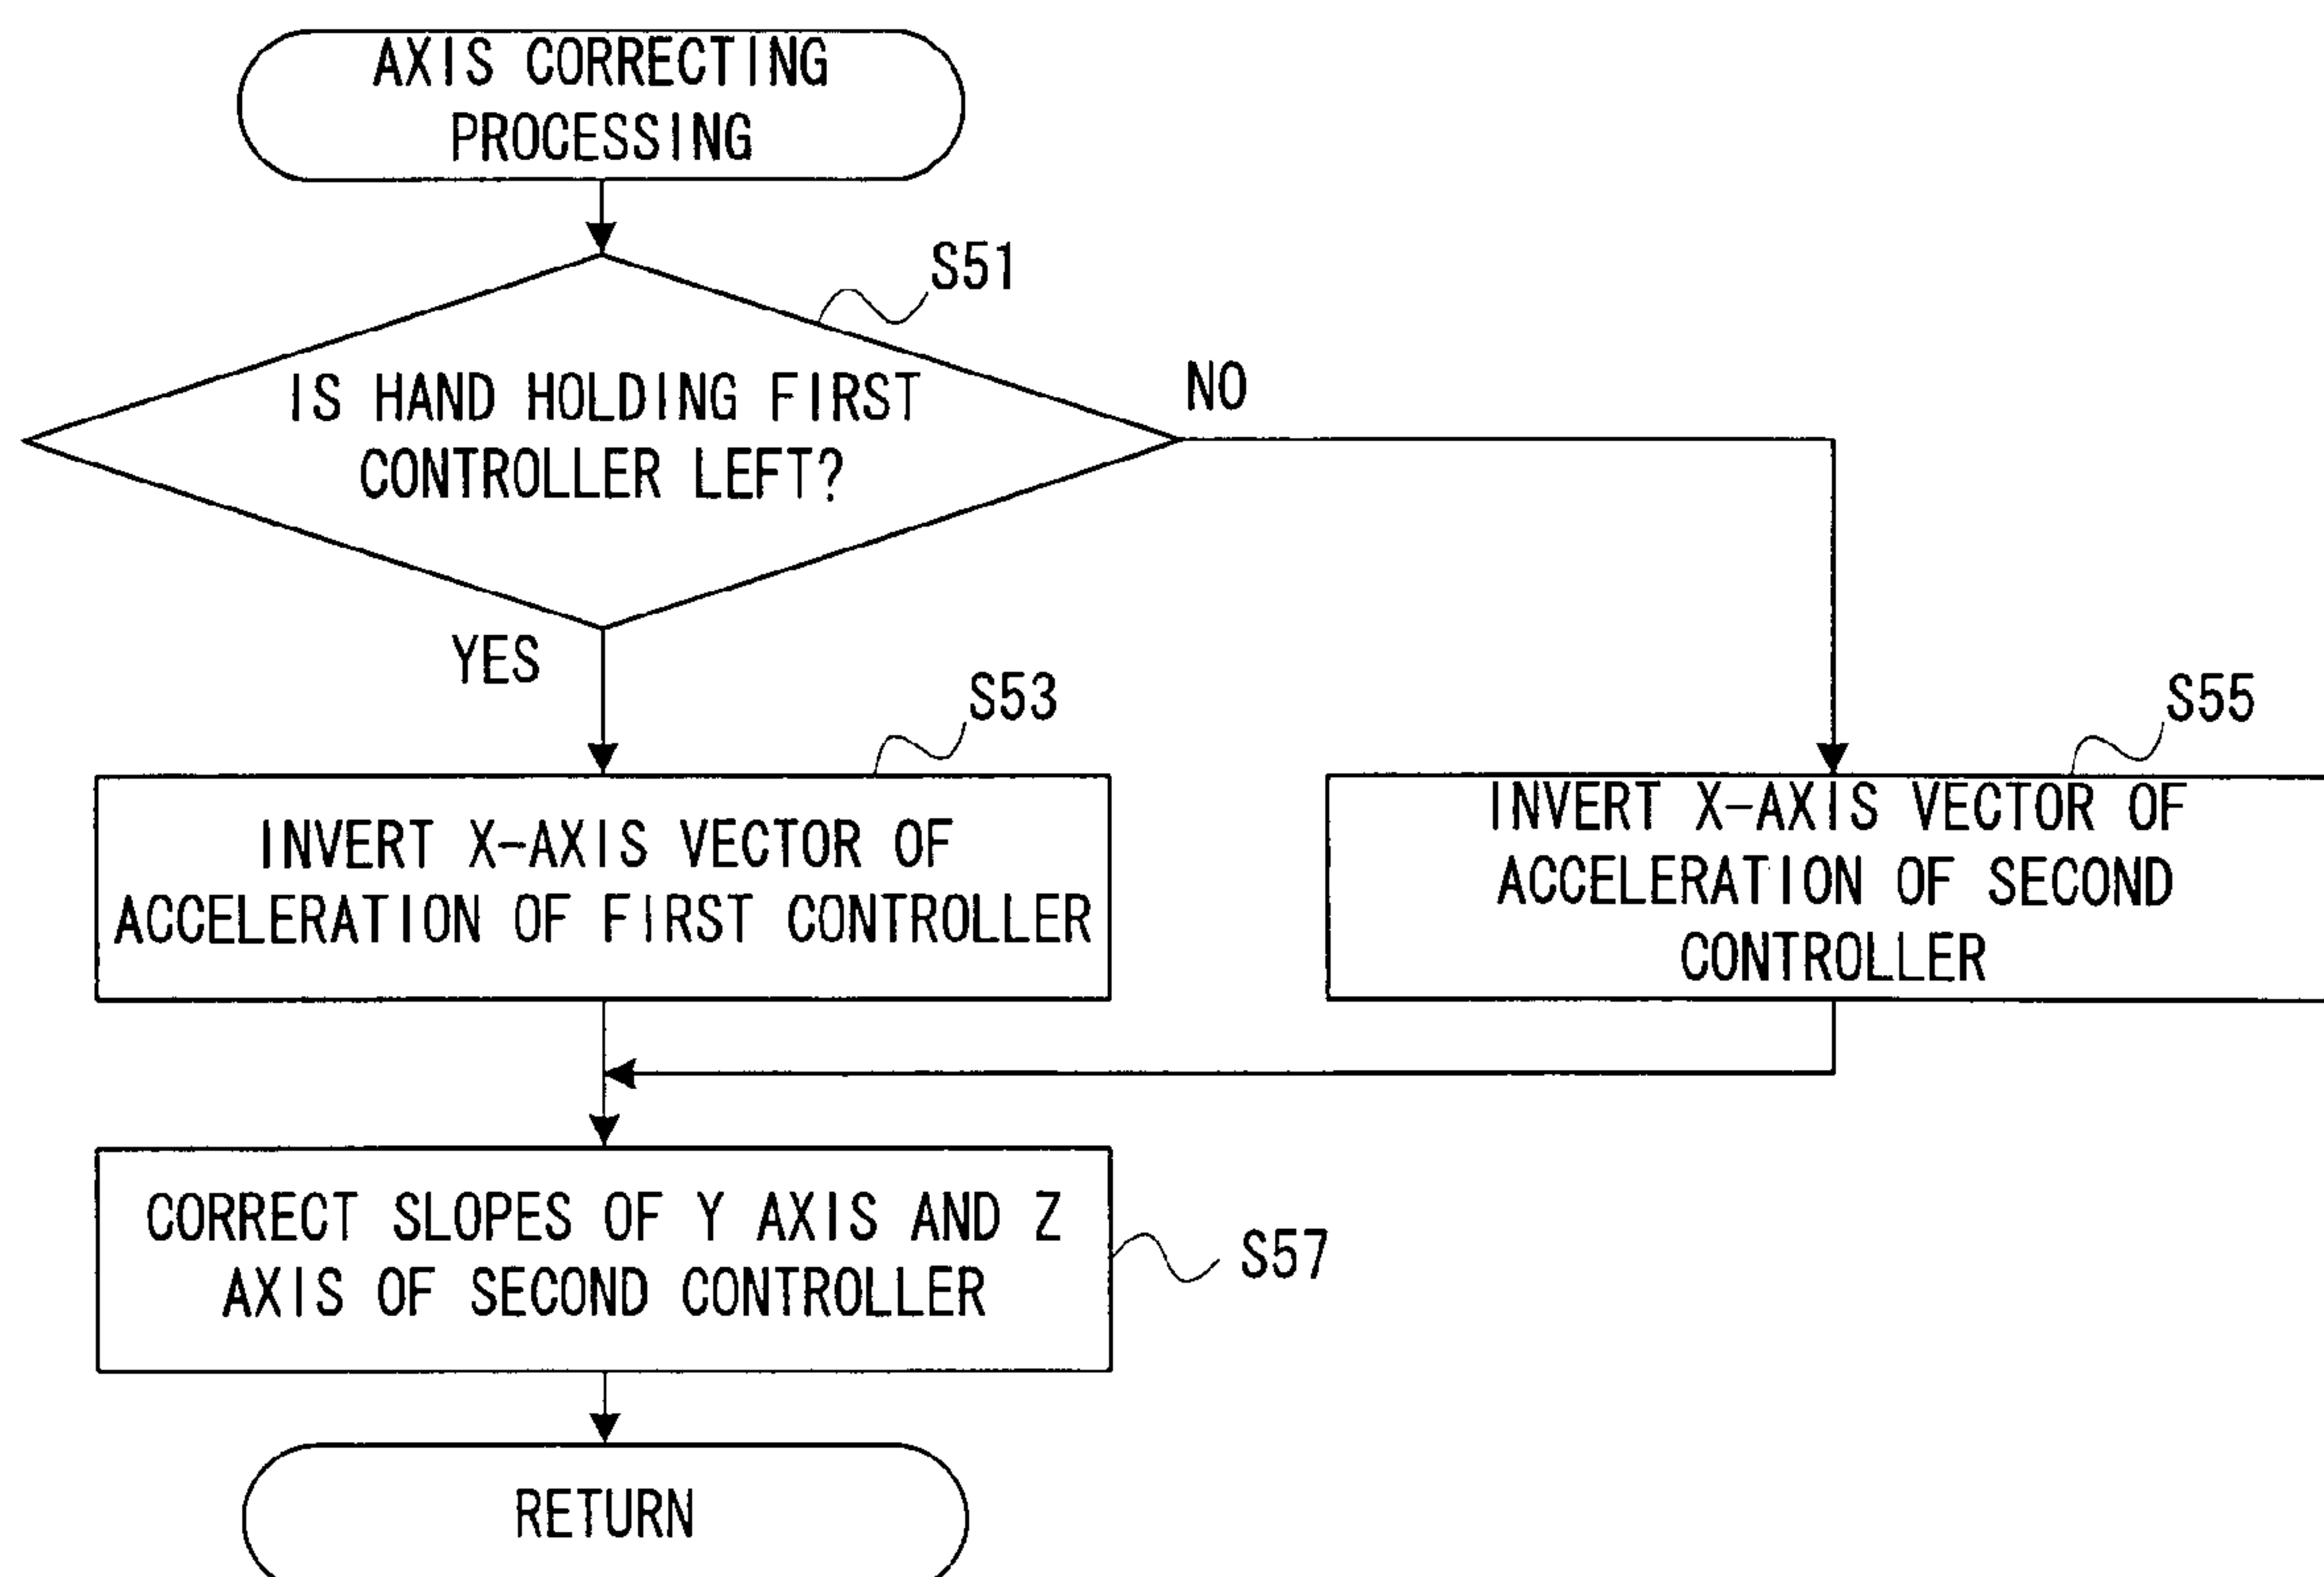 AXIS CORRECTING
PROCESSING
S51
IS HAND HOLDING FIRST
CONTROLLER LEFT?
NO
YES
S53
INVERT X-AXIS VECTOR OF
ACCELERATION OF FIRST CONTROLLER
S55
INVERT X-AXIS VECTOR OF
ACCELERATION OF SECOND
CONTROLLER
CORRECT SLOPES OF Y AXIS AND Z
AXIS OF SECOND CONTROLLER
S57
RETURN